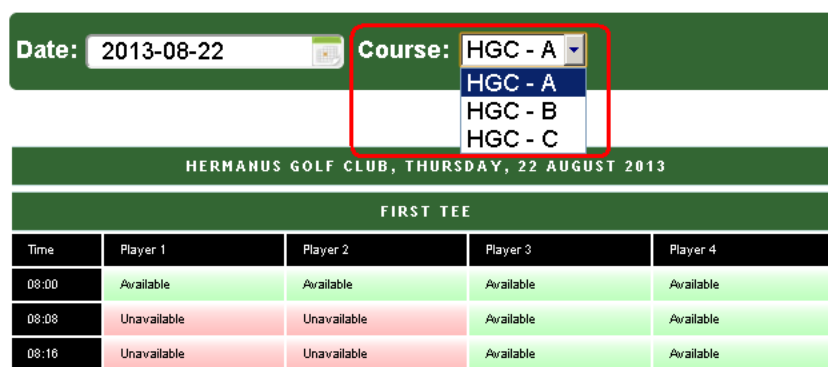 Date: 2013-08-22 Course: HGC - A
HGC - A
HGC - B
HGC - C
HERMANUS GOLF CLUB, THURSDAY, 22 AUGUST 2013
FIRST TEE
Time Player 1 Player 2 Player 3 Player 4
08:00 Available Available Available Available
08:08 Unavailable Unavailable Available Available
08:16 Unavailable Unavailable Available Available